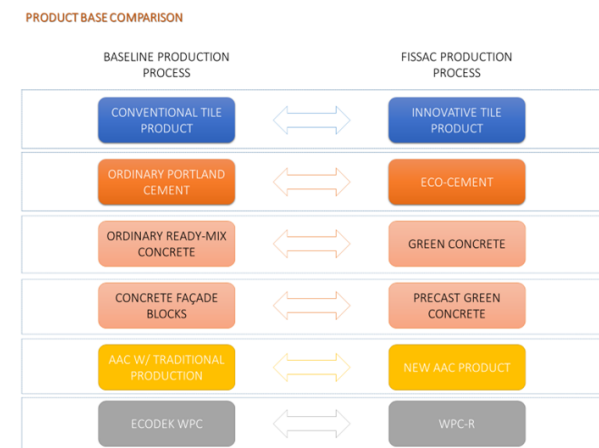 PRODUCT BASE COMPARISON
BASELINE PRODUCTION
PROCESS
FISSAC PRODUCTION
PROCESS
CONVENTIONAL TILE
PRODUCT
INNOVATIVE TILE
PRODUCT
ORDINARY PORTLAND
CEMENT
ECO-CEMENT
ORDINARY READY-MIX
CONCRETE
GREEN CONCRETE
CONCRETE FAÇADE
BLOCKS
PRECAST GREEN
CONCRETE
AAC W/ TRADITIONAL
PRODUCTION
NEW AAC PRODUCT
ECODEK WPC
WPC-R